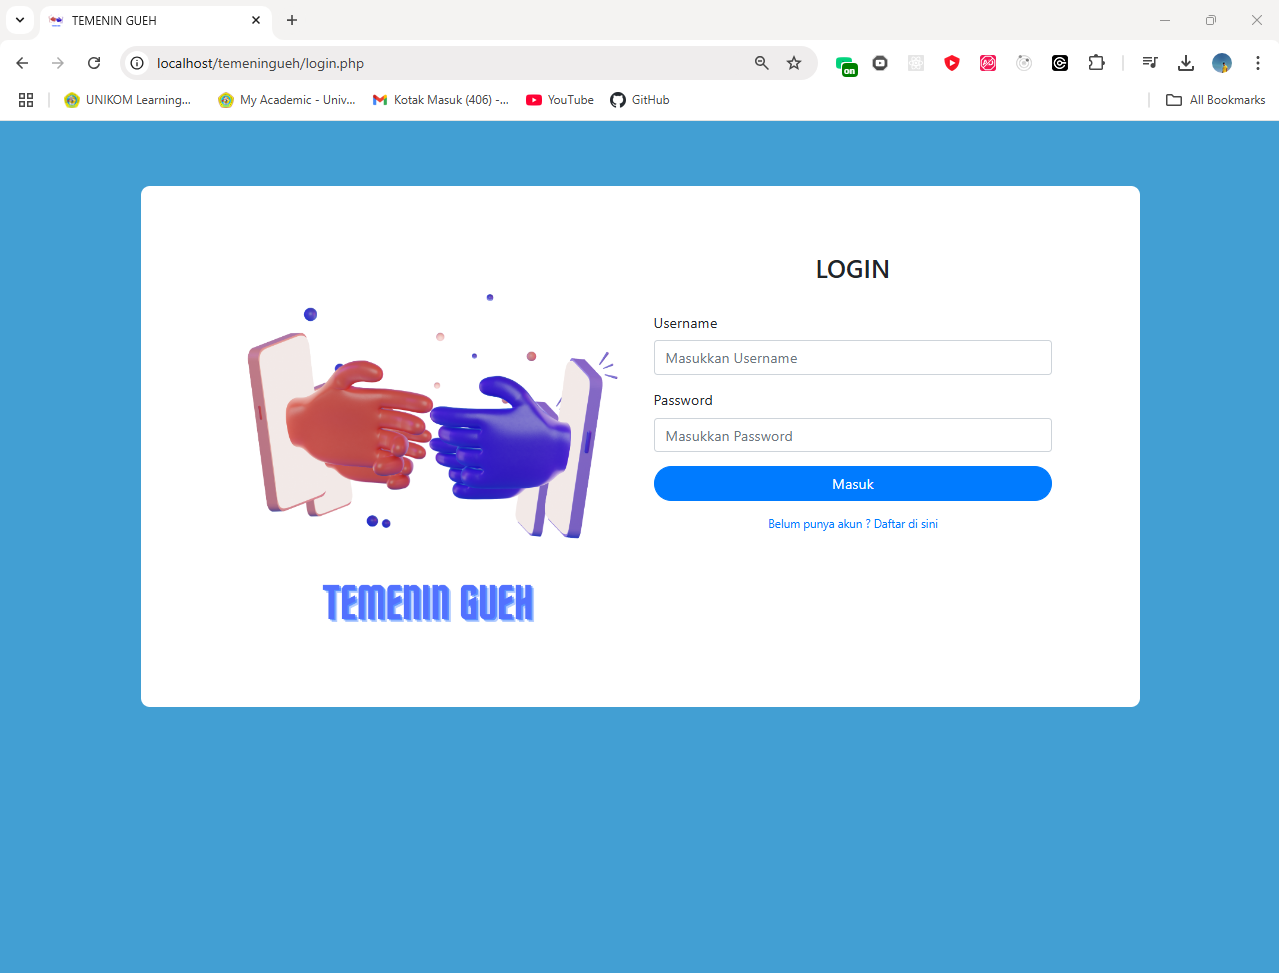 TEMENIN GUEH
localhost/temeningueh/login.php
on
UNIKOM Learning...
My Academic - Univ...
Kotak Masuk (406) -...
YouTube
GitHub
All Bookmarks
LOGIN
Username
Masukkan Username
Password
Masukkan Password
Masuk
Belum punya akun ? Daftar di sini
TEMENIN GUEH